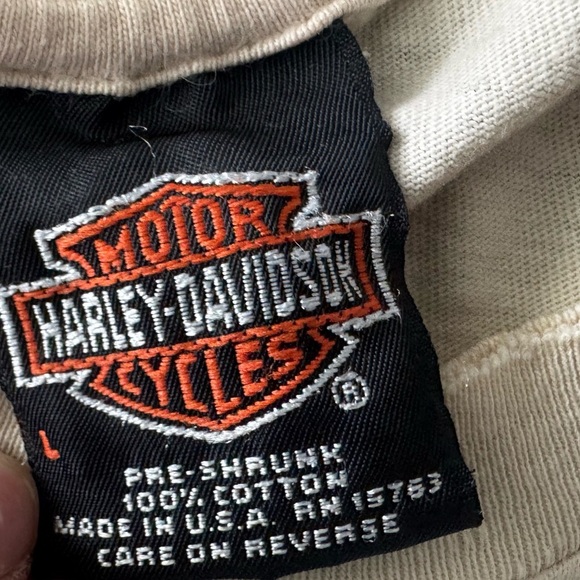 MOTOR
HARLEY-DAVIDSON
CYCLES
®
L
PRE-SHRUNK
100% COTTON
MADE IN U.S.A. RN 15763
CARE ON REVERSE